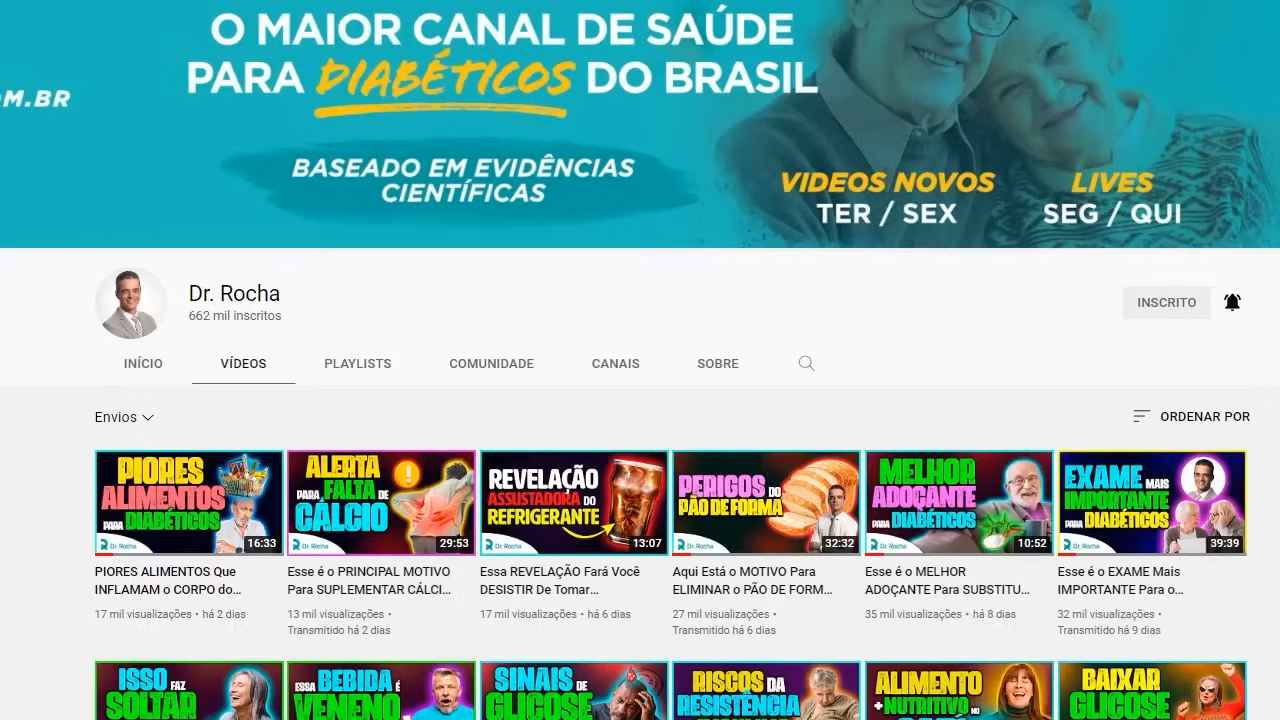 O MAIOR CANAL DE SAÚDE
PARA DIABÉTICOS DO BRASIL
OM.BR
BASEADO EM EVIDÊNCIAS
CIENTÍFICAS
VIDEOS NOVOS
TER / SEX
LIVES
SEG / QUI
Dr. Rocha
662 mil inscritos
INSCRITO
INÍCIO
VÍDEOS
PLAYLISTS
COMUNIDADE
CANAIS
SOBRE
Envios
ORDENAR POR
PIORES
ALIMENTOS
PARA DIABÉTICOS
Dr. Rocha
16:33
ALERTA
PARA FALTA DE
CÁLCIO
Dr. Rocha
29:53
REVELAÇÃO
ASSUSTADORA DO
REFRIGERANTE
Dr. Rocha
13:07
PERIGOS DO
PÃO DE FORMA
Dr. Rocha
32:32
MELHOR
ADOÇANTE
PARA DIABÉTICOS
Dr. Rocha
10:52
EXAME MAIS
IMPORTANTE
PARA DIABÉTICOS
Dr. Rocha
39:39
PIORES ALIMENTOS Que
INFLAMAM o CORPO do...
17 mil visualizações • há 2 dias
Esse é o PRINCIPAL MOTIVO
Para SUPLEMENTAR CÁLCI...
13 mil visualizações •
Transmitido há 2 dias
Essa REVELAÇÃO Fará Você
DESISTIR De Tomar...
17 mil visualizações • há 6 dias
Aqui Está o MOTIVO Para
ELIMINAR o PÃO DE FORM...
27 mil visualizações •
Transmitido há 6 dias
Esse é o MELHOR
ADOÇANTE Para SUBSTITU...
35 mil visualizações • há 8 dias
Esse é o EXAME Mais
IMPORTANTE Para o...
32 mil visualizações •
Transmitido há 9 dias
ISSO FAZ
SOLTAR
ESSA BEBIDA É
VENENO
SINAIS DE
GLICOSE
RISCOS DA
RESISTÊNCIA
ALIMENTO
+ NUTRITIVO NO
BAIXAR
GLICOSE